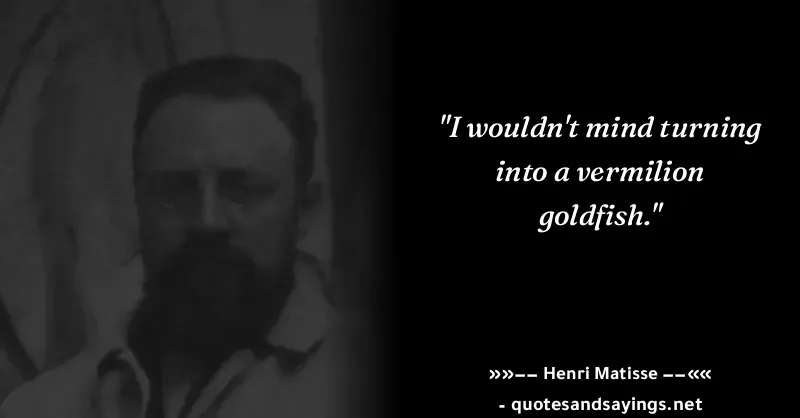 "I wouldn't mind turning
into a vermilion
goldfish."
»»–– Henri Matisse ––««
- quotesandsayings.net